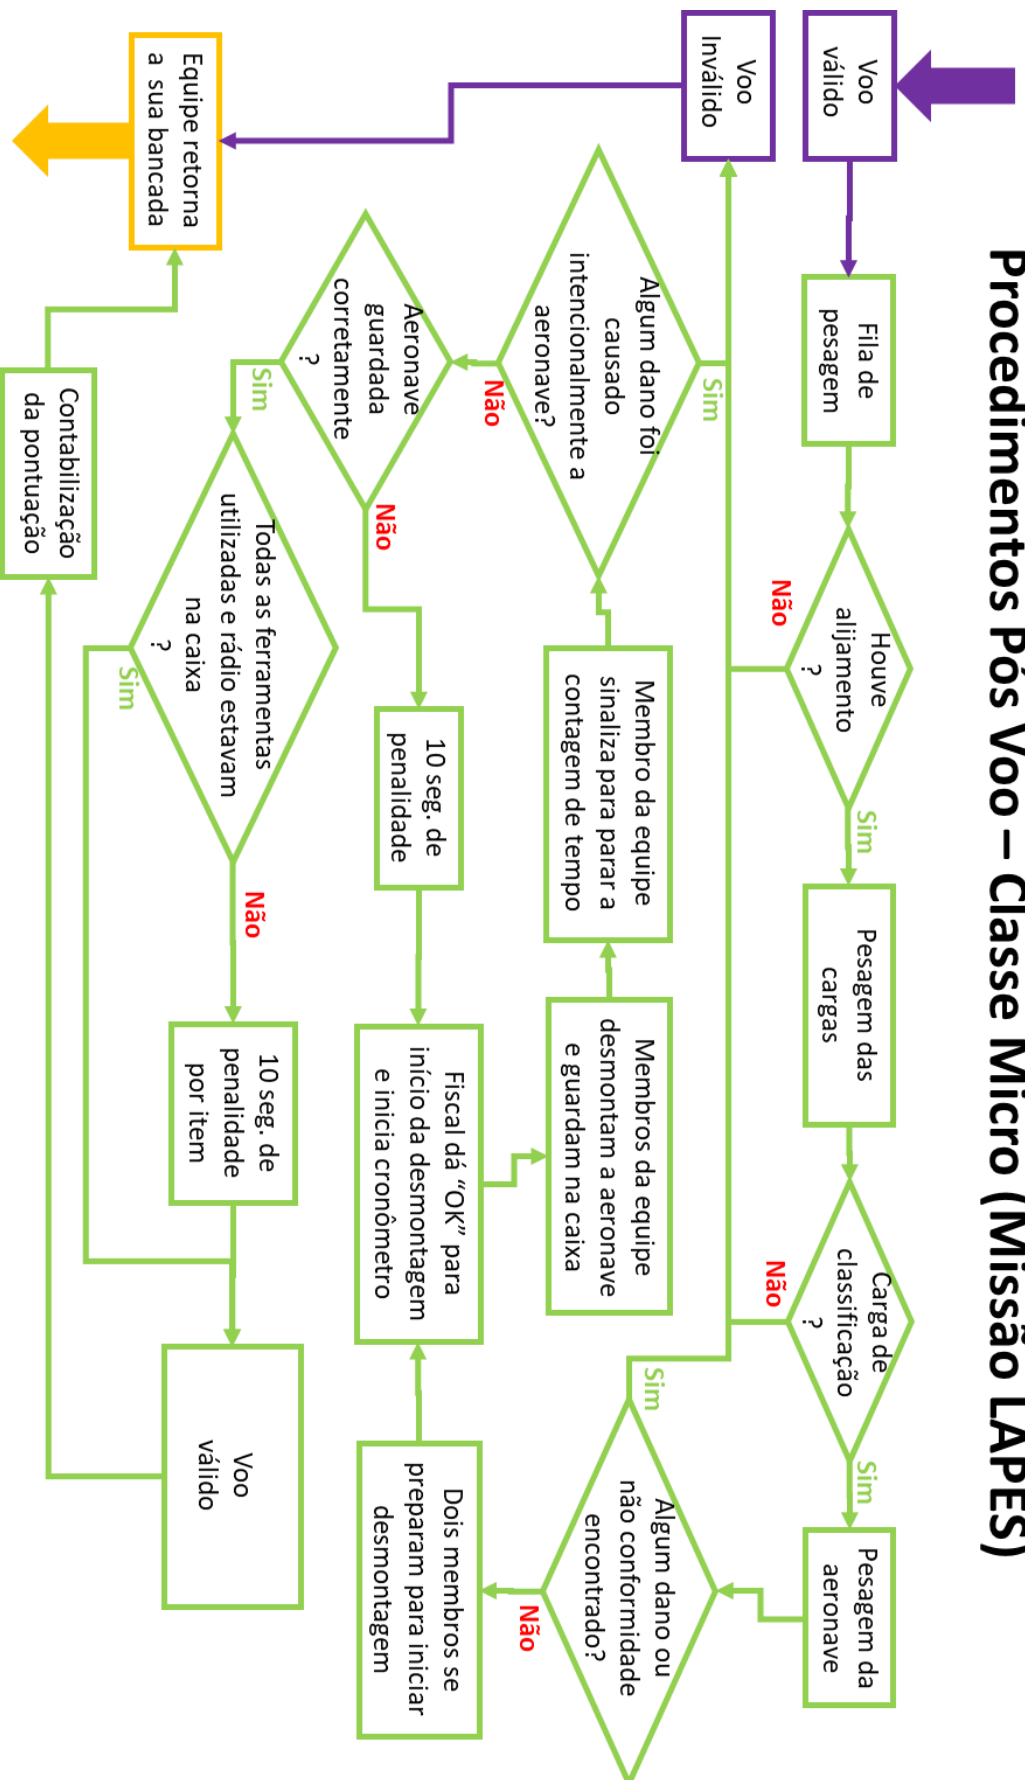 Procedimentos Pós Voo – Classe Micro (Missão LAPES)
Voo
válido
Fila de
pesagem
Houve
alijamento
?
Não
Sim
Pesagem das
cargas
Carga de
classificação
?
Não
Sim
Pesagem da
aeronave
Voo
Inválido
Sim
Algum dano foi
causado
intencionalmente a
aeronave?
Não
Membro da equipe
sinaliza para parar a
contagem de tempo
Membros da equipe
desmontam a aeronave
e guardam na caixa
Sim
Algum dano ou
não conformidade
encontrado?
Não
Aeronave
guardada
corretamente
?
Não
Sim
10 seg. de
penalidade
Fiscal dá “OK” para
início da desmontagem
e inicia cronômetro
Dois membros se
preparam para iniciar
desmontagem
Equipe retorna
a sua bancada
Todas as ferramentas
utilizadas e rádio estavam
na caixa
?
Não
Sim
10 seg. de
penalidade
por item
Voo
válido
Contabilização
da pontuação